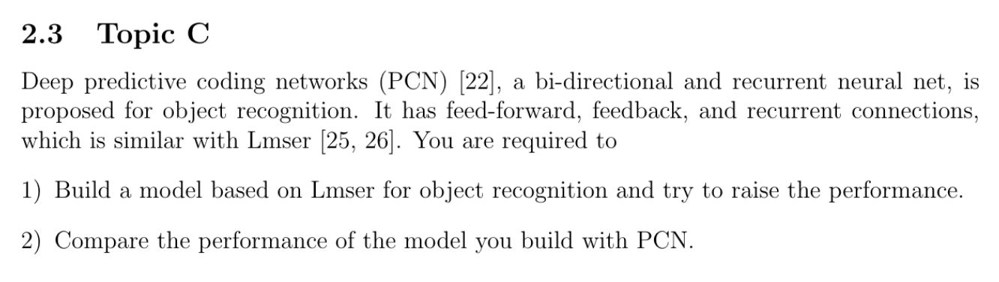 2.3 Topic C
Deep predictive coding networks (PCN) [22], a bi-directional and recurrent neural net, is
proposed for object recognition. It has feed-forward, feedback, and recurrent connections,
which is similar with Lmser [25, 26]. You are required to
1) Build a model based on Lmser for object recognition and try to raise the performance.
2) Compare the performance of the model you build with PCN.